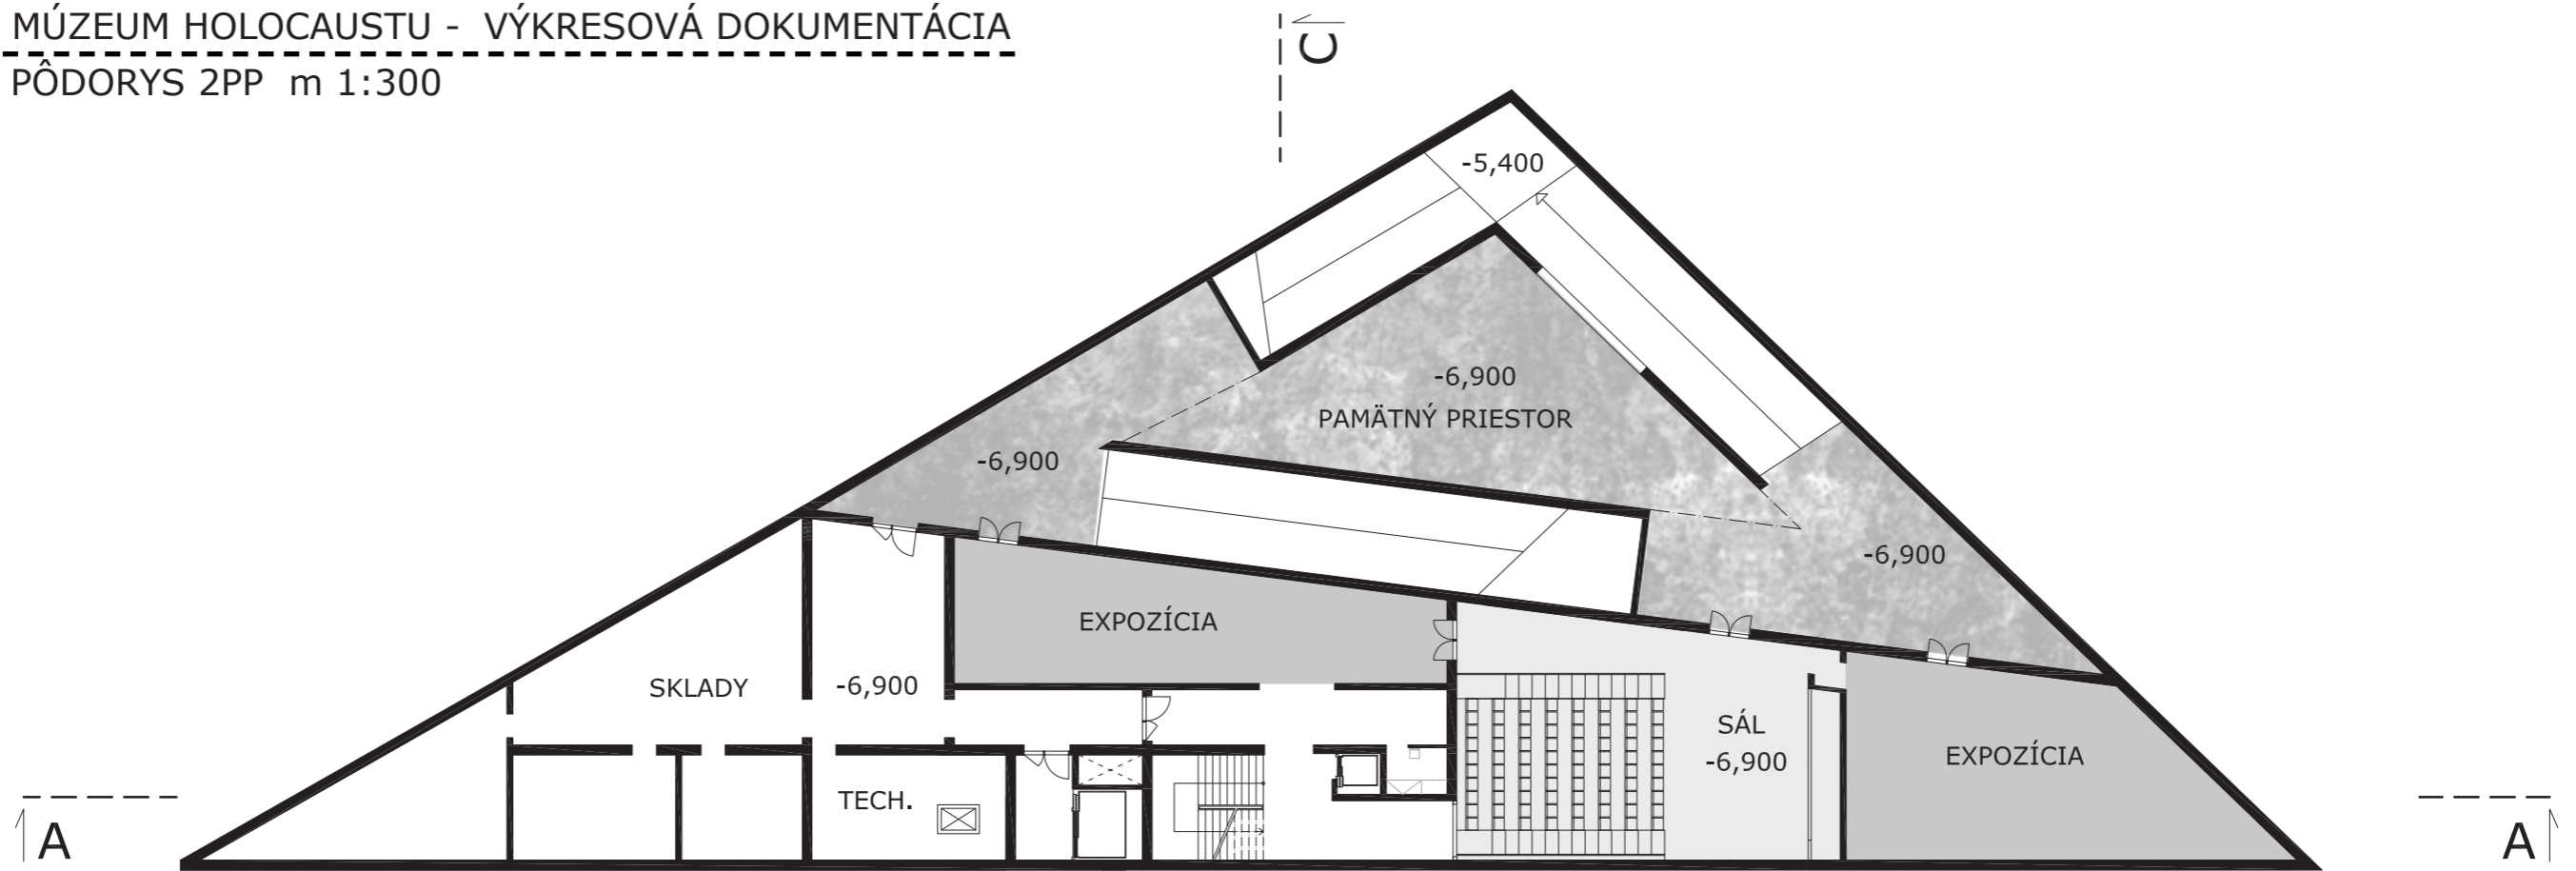 MÚZEUM HOLOCAUSTU - VÝKRESOVÁ DOKUMENTÁCIA
PÔDORYS 2PP m 1:300
C
-5,400
-6,900
PAMÄTNÝ PRIESTOR
-6,900
-6,900
EXPOZÍCIA
SKLADY
-6,900
SÁL
-6,900
EXPOZÍCIA
TECH.
A
A